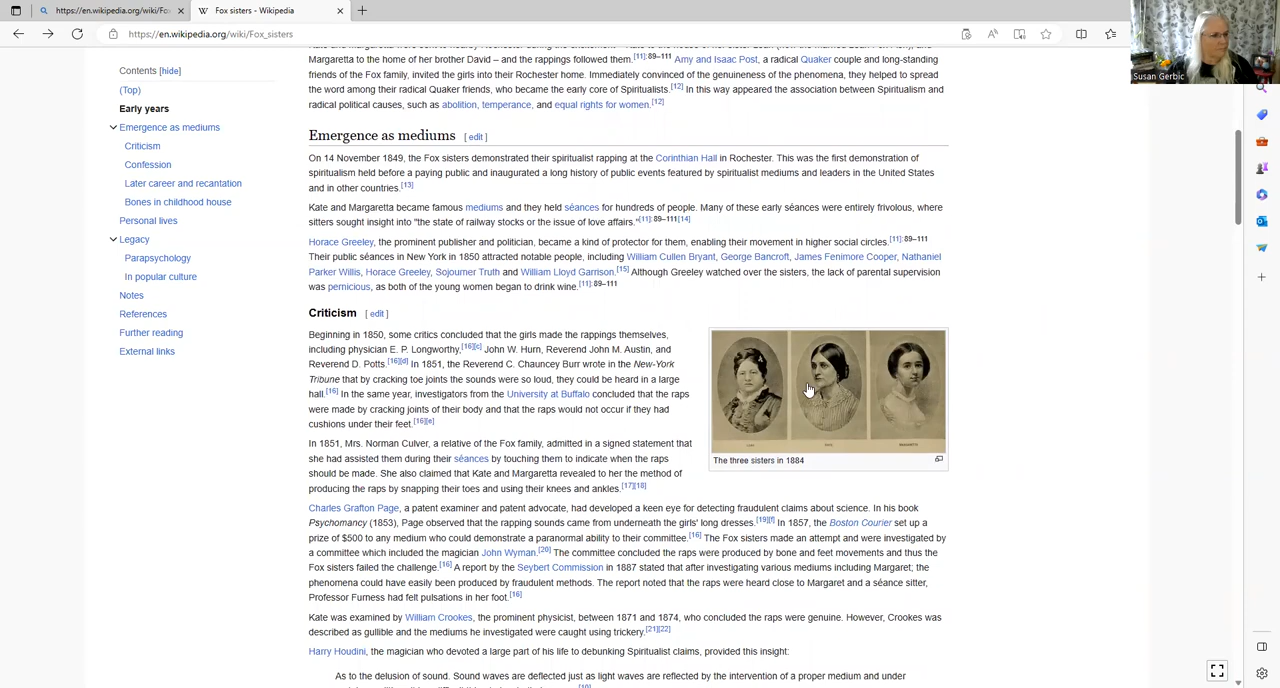 https://en.wikipedia.org/wiki/Fo
Fox sisters - Wikipedia
https://en.wikipedia.org/wiki/Fox_sisters
Susan Gerbic
Contents [hide]
(Top)
Early years
Emergence as mediums
Criticism
Confession
Later career and recantation
Bones in childhood house
Personal lives
Legacy
Parapsychology
In popular culture
Notes
References
Further reading
External links
Margaretta to the home of her brother David – and the rappings followed them.[11]: 89–111 Amy and Isaac Post, a radical Quaker couple and long-standing
friends of the Fox family, invited the girls into their Rochester home. Immediately convinced of the genuineness of the phenomena, they helped to spread
the word among their radical Quaker friends, who became the early core of Spiritualists.[12] In this way appeared the association between Spiritualism and
radical political causes, such as abolition, temperance, and equal rights for women.[12]
Emergence as mediums [ edit ]
On 14 November 1849, the Fox sisters demonstrated their spiritualist rapping at the Corinthian Hall in Rochester. This was the first demonstration of
spiritualism held before a paying public and inaugurated a long history of public events featured by spiritualist mediums and leaders in the United States
and in other countries.[13]
Kate and Margaretta became famous mediums and they held séances for hundreds of people. Many of these early séances were entirely frivolous, where
sitters sought insight into "the state of railway stocks or the issue of love affairs."[11]: 89–111[14]
Horace Greeley, the prominent publisher and politician, became a kind of protector for them, enabling their movement in higher social circles.[11]: 89–111
Their public séances in New York in 1850 attracted notable people, including William Cullen Bryant, George Bancroft, James Fenimore Cooper, Nathaniel
Parker Willis, Horace Greeley, Sojourner Truth and William Lloyd Garrison.[15] Although Greeley watched over the sisters, the lack of parental supervision
was pernicious, as both of the young women began to drink wine.[11]: 89–111
Criticism [ edit ]
Beginning in 1850, some critics concluded that the girls made the rappings themselves,
including physician E. P. Longworthy,[16][c] John W. Hurn, Reverend John M. Austin, and
Reverend D. Potts.[16][d] In 1851, the Reverend C. Chauncey Burr wrote in the New-York
Tribune that by cracking toe joints the sounds were so loud, they could be heard in a large
hall.[16] In the same year, investigators from the University at Buffalo concluded that the raps
were made by cracking joints of their body and that the raps would not occur if they had
cushions under their feet.[16][e]
The three sisters in 1884
In 1851, Mrs. Norman Culver, a relative of the Fox family, admitted in a signed statement that
she had assisted them during their séances by touching them to indicate when the raps
should be made. She also claimed that Kate and Margaretta revealed to her the method of
producing the raps by snapping their toes and using their knees and ankles.[17][18]
Charles Grafton Page, a patent examiner and patent advocate, had developed a keen eye for detecting fraudulent claims about science. In his book
Psychomancy (1853), Page observed that the rapping sounds came from underneath the girls' long dresses.[19][f] In 1857, the Boston Courier set up a
prize of $500 to any medium who could demonstrate a paranormal ability to their committee.[16] The Fox sisters made an attempt and were investigated by
a committee which included the magician John Wyman.[20] The committee concluded the raps were produced by bone and feet movements and thus the
Fox sisters failed the challenge.[16] A report by the Seybert Commission in 1887 stated that after investigating various mediums including Margaret; the
phenomena could have easily been produced by fraudulent methods. The report noted that the raps were heard close to Margaret and a séance sitter,
Professor Furness had felt pulsations in her foot.[16]
Kate was examined by William Crookes, the prominent physicist, between 1871 and 1874, who concluded the raps were genuine. However, Crookes was
described as gullible and the mediums he investigated were caught using trickery.[21][22]
Harry Houdini, the magician who devoted a large part of his life to debunking Spiritualist claims, provided this insight:
As to the delusion of sound. Sound waves are deflected just as light waves are reflected by the intervention of a proper medium and under